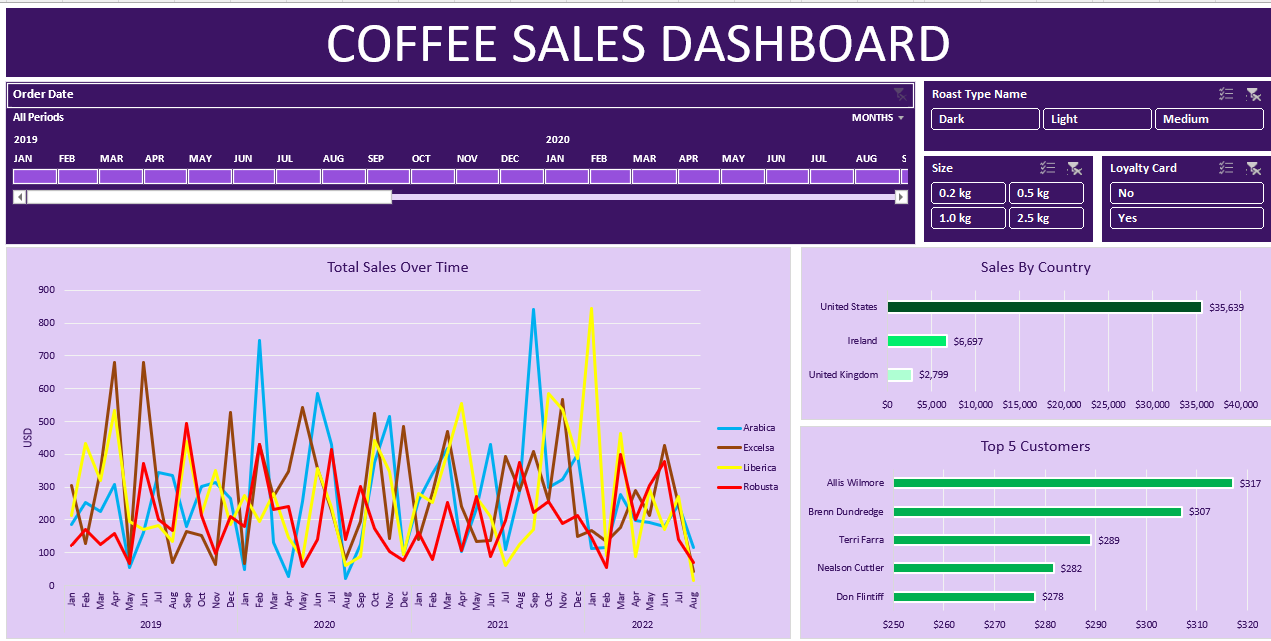 COFFEE SALES DASHBOARD
Order Date
All Periods
MONTHS
2019 2020
JAN FEB MAR APR MAY JUN JUL AUG SEP OCT NOV DEC JAN FEB MAR APR MAY JUN JUL AUG S
Roast Type Name
Dark Light Medium
Size
0.2 kg 0.5 kg
1.0 kg 2.5 kg
Loyalty Card
No
Yes
Total Sales Over Time
900
800
700
600
500
400
300
200
100
0
USD
Jan Feb Mar Apr May Jun Jul Aug Sep Oct Nov Dec Jan Feb Mar Apr May Jun Jul Aug Sep Oct Nov Dec Jan Feb Mar Apr May Jun Jul Aug Sep Oct Nov Dec Jan Feb Mar Apr May Jun Jul Aug
2019 2020 2021 2022
Arabica
Excelsa
Liberica
Robusta
Sales By Country
United States $35,639
Ireland $6,697
United Kingdom $2,799
$0 $5,000 $10,000 $15,000 $20,000 $25,000 $30,000 $35,000 $40,000
Top 5 Customers
Allis Wilmore $317
Brenn Dundredge $307
Terri Farra $289
Nealson Cuttler $282
Don Flintiff $278
$250 $260 $270 $280 $290 $300 $310 $320